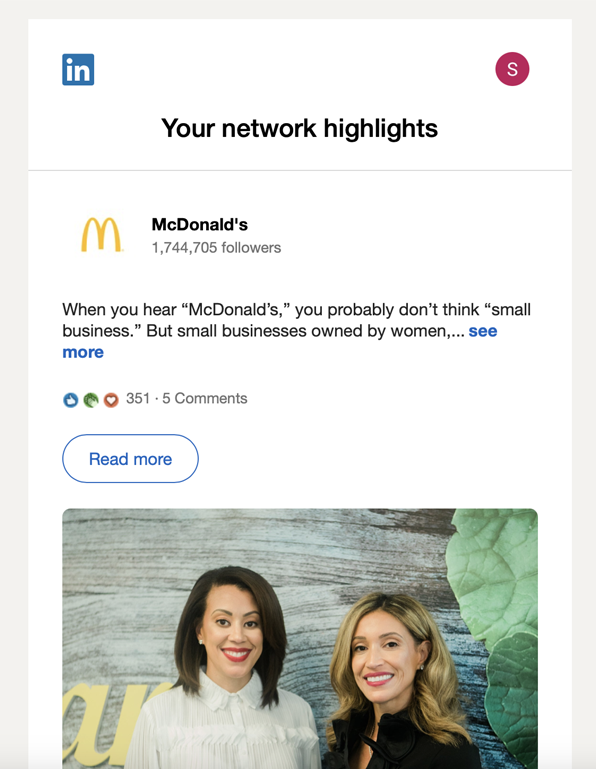 in
S
Your network highlights
McDonald's
1,744,705 followers
When you hear “McDonald’s,” you probably don’t think “small
business.” But small businesses owned by women,... see
more
351 · 5 Comments
Read more